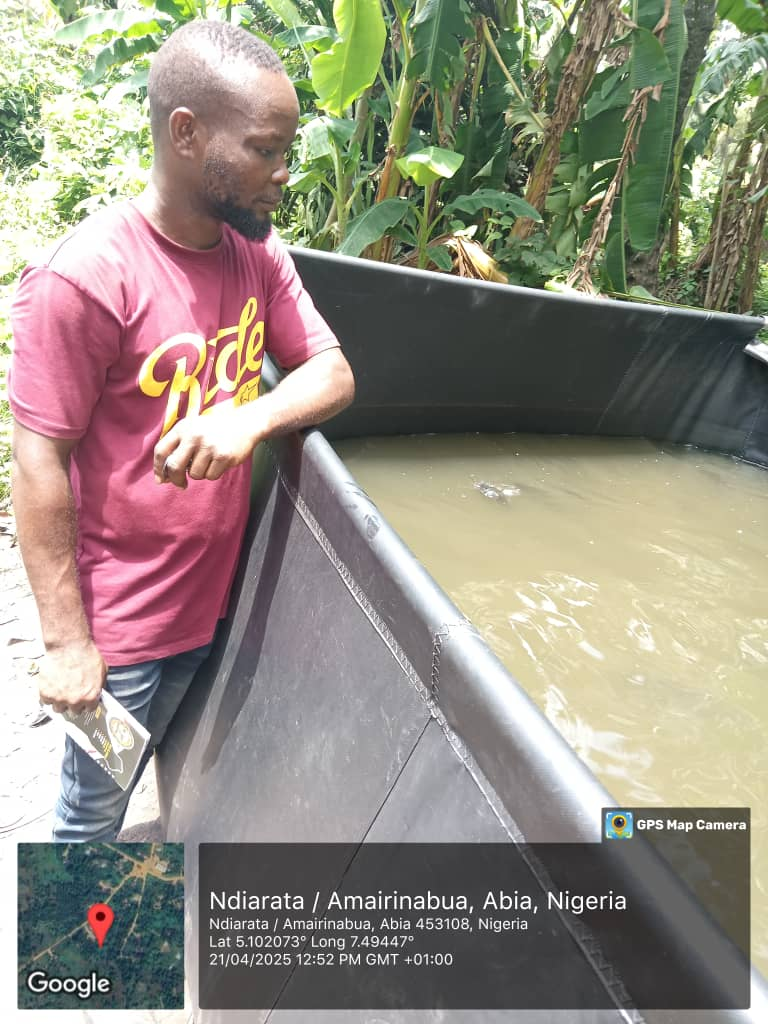 Ride
GPS Map Camera
Ndiarata / Amairinabua, Abia, Nigeria
Ndiarata / Amairinabua, Abia 453108, Nigeria
Lat 5.102073° Long 7.49447°
21/04/2025 12:52 PM GMT +01:00
Google